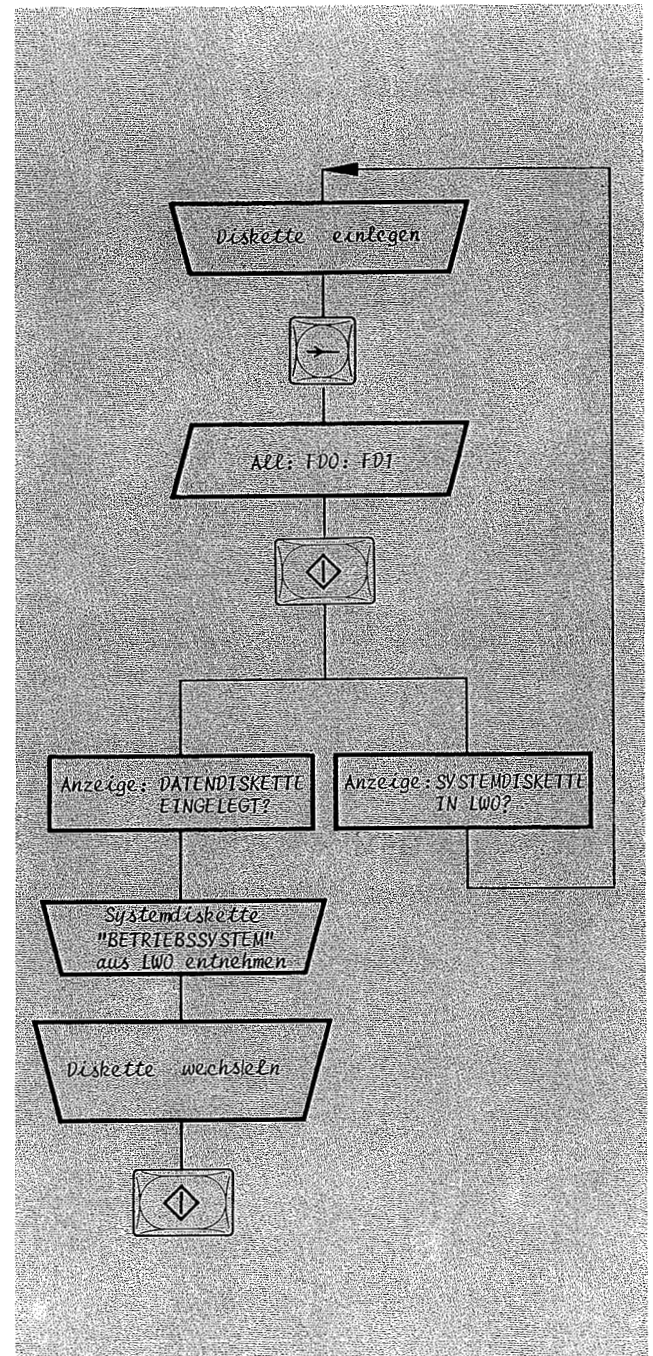 Diskette einlegen
All: FD0: FD1
Anzeige: DATENDISKETTE
EINGELEGT?
Anzeige: SYSTEMDISKETTE
IN LW0?
Systemdiskette
"BETRIEBSSYSTEM"
aus LW0 entnehmen
Diskette wechseln